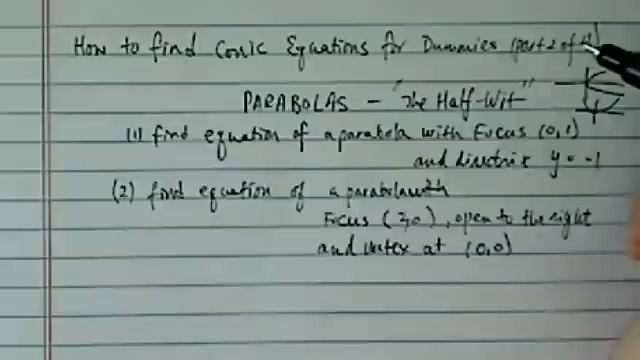 How to find Conic Equations for Dummies (part 2 of
PARABOLAS - "The Half-Wit"
(1) find equation of a parabola with Focus (0,1)
and directrix y = -1
(2) find equation of a parabola with
Focus (2,0), open to the right
and vertex at (0,0)